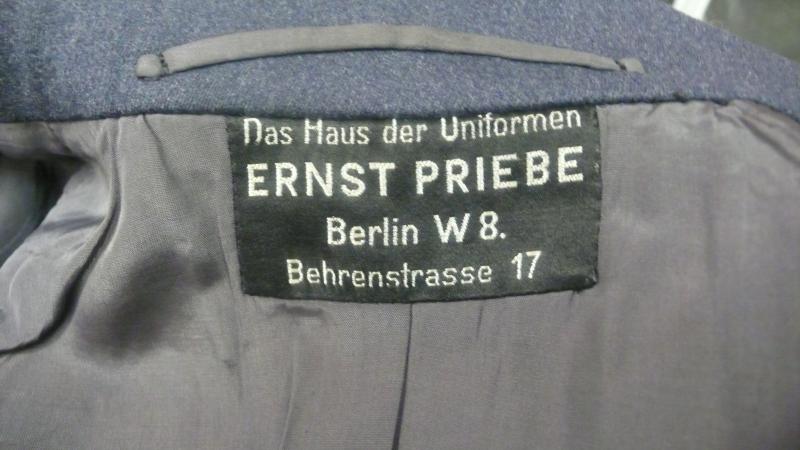 Das Haus der Uniformen
ERNST PRIEBE
Berlin W 8.
Behrenstrasse 17